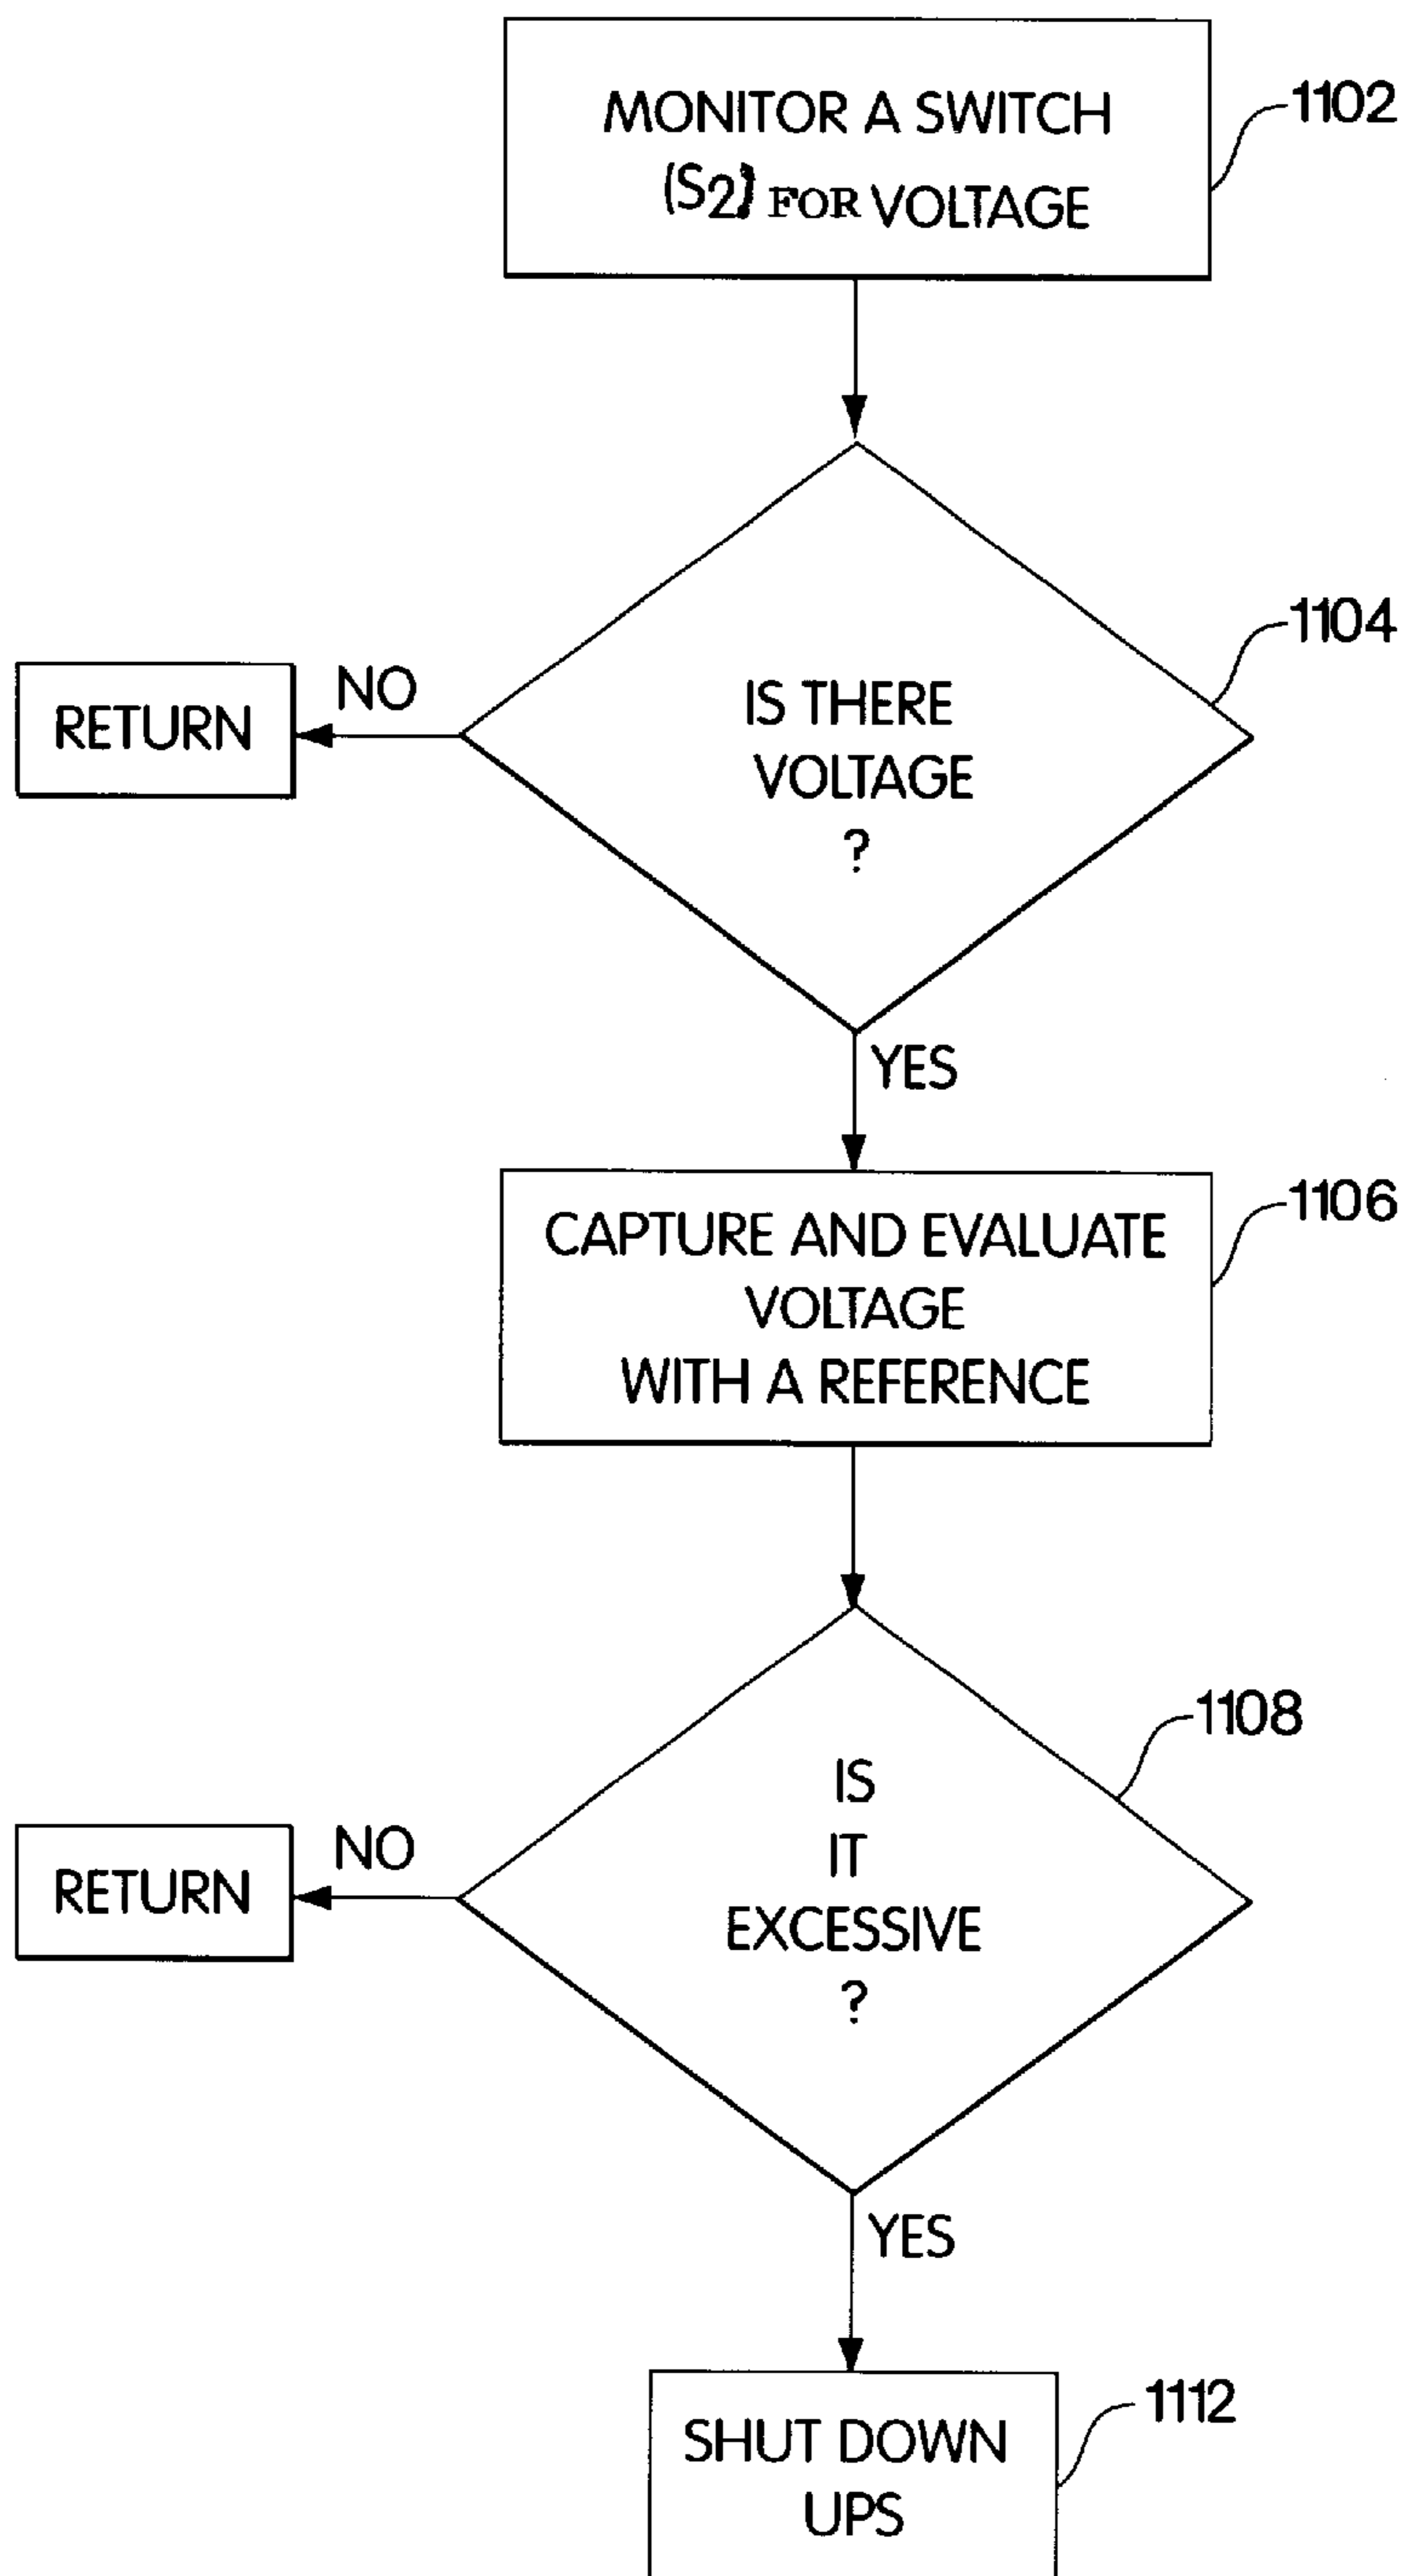 MONITOR A SWITCH
(S2) FOR VOLTAGE
1102
1104
IS THERE
VOLTAGE
?
NO
RETURN
YES
CAPTURE AND EVALUATE
VOLTAGE
WITH A REFERENCE
1106
1108
IS
IT
EXCESSIVE
?
NO
RETURN
YES
SHUT DOWN
UPS
1112